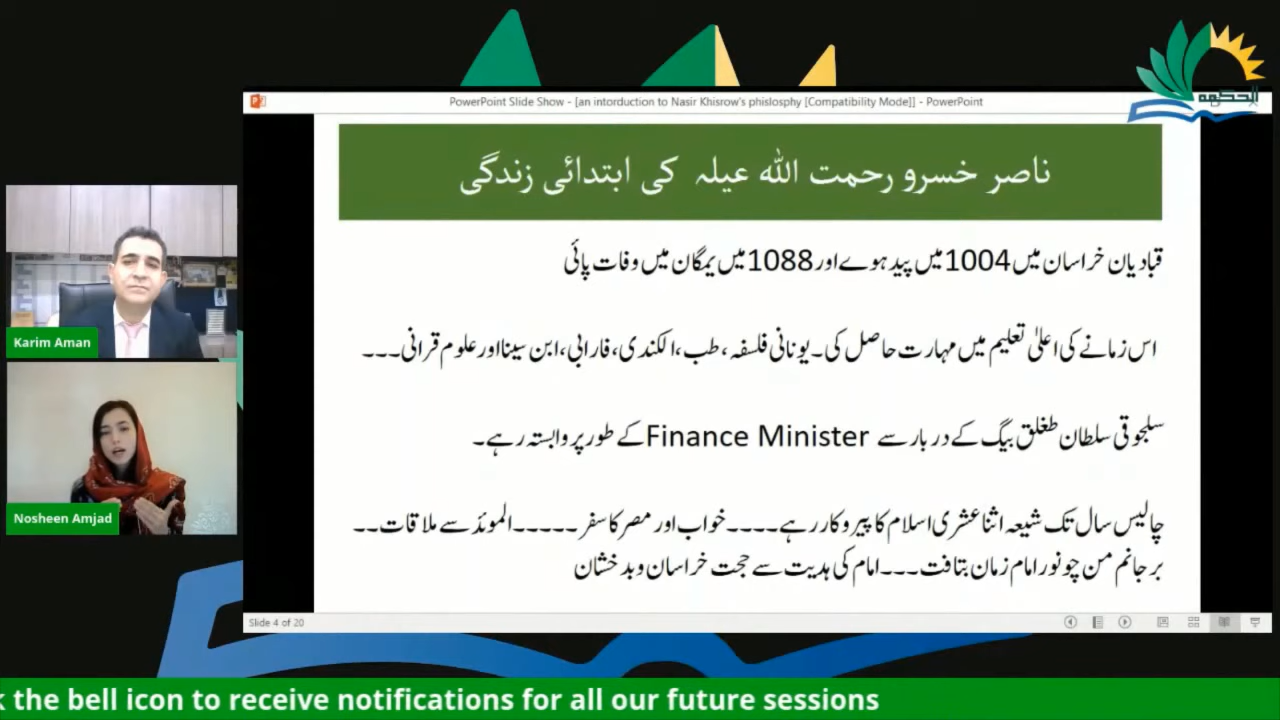 الحكمة
PowerPoint Slide Show - [an intorduction to Nasir Khisrow's phislosphy [Compatibility Mode]] - PowerPoint
ناصر خسرو رحمت اللہ عیلہ کی ابتدائی زندگی
قبادیان خراسان میں 1004 میں پید ہوے اور 1088 میں یمگان میں وفات پائی
اس زمانے کی اعلیٰ تعلیم میں مہارت حاصل کی۔ یونانی فلسفہ، طب، الکندی، فارابی، ابن سینا اور علوم قرانی۔۔۔
سلجوقی سلطان طغلق بیگ کے دربار سے Finance Minister کے طور پر وابستہ رہے۔
چالیس سال تک شیعہ اثنا عشری اسلام کا پیروکار رہے۔۔۔۔خواب اور مصر کا سفر۔۔۔۔۔الموئد سے ملاقات۔۔
بر جانم من چو نور امام زمان بتافت۔۔۔امام کی ہدیت سے حجت خراسان و بدخشان
Slide 4 of 20
Karim Aman
Nosheen Amjad
the bell icon to receive notifications for all our future sessions